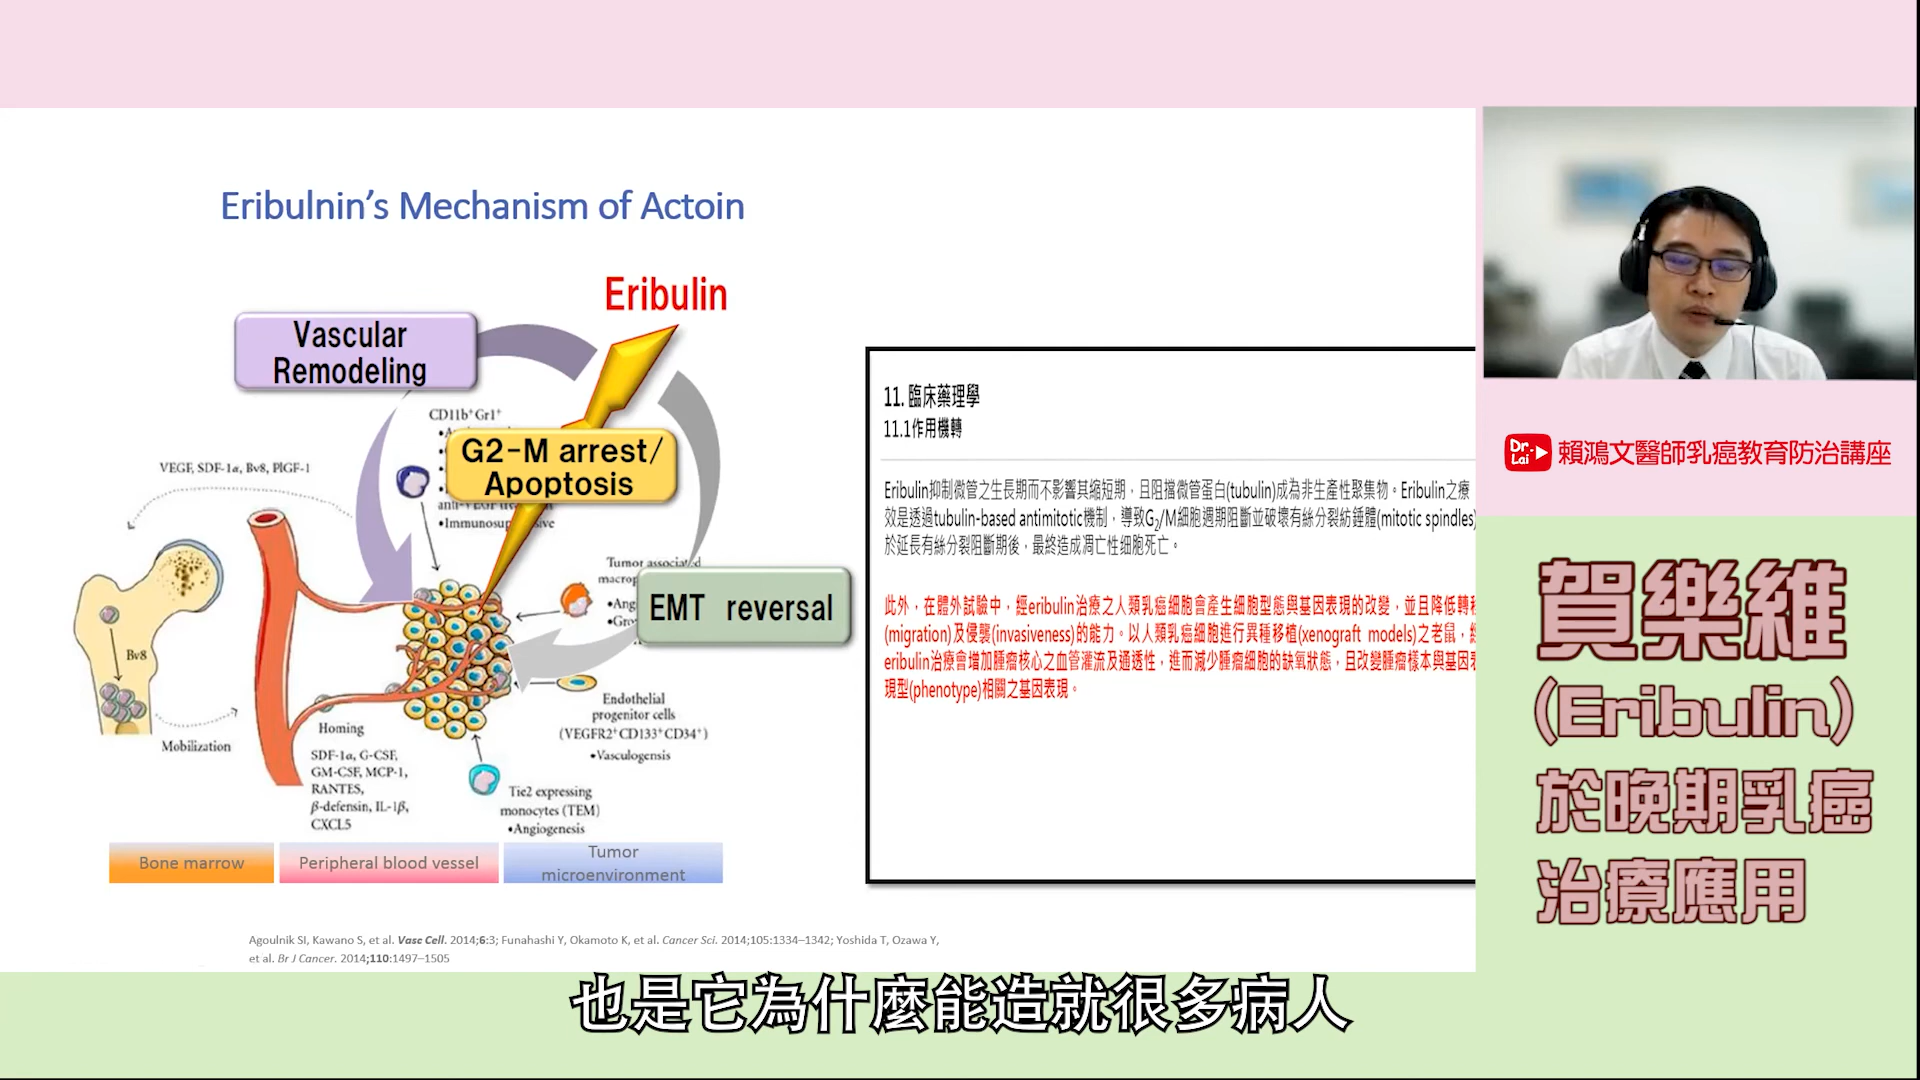 Eribulnin's Mechanism of Actoin
Eribulin
Vascular
Remodeling
CD11b⁺Gr1⁺
G2-M arrest/
Apoptosis
•Immunosup
VEGF, SDF-1α, Bv8, PlGF-1
Tumor associated
macrop
EMT reversal
Bv8
Mobilization
Homing
SDF-1α, G-CSF,
GM-CSF, MCP-1,
RANTES,
β-defensin, IL-1β,
CXCL5
Endothelial
progenitor cells
(VEGFR2⁺CD133⁺CD34⁺)
•Vasculogenesis
Tie2 expressing
monocytes (TEM)
•Angiogenesis
Bone marrow
Peripheral blood vessel
Tumor
microenvironment
Agoulnik SI, Kawano S, et al. Vasc Cell. 2014;6:3; Funahashi Y, Okamoto K, et al. Cancer Sci. 2014;105:1334–1342; Yoshida T, Ozawa Y,
et al. Br J Cancer. 2014;110:1497–1505
11. 臨床藥理學
11.1作用機轉
Eribulin抑制微管之生長期而不影響其縮短期，且阻擋微管蛋白(tubulin)成為非生產性聚集物。Eribulin之療
效是透過tubulin-based antimitotic機制，導致G₂/M細胞週期阻斷並破壞有絲分裂紡錘體(mitotic spindles)
於延長有絲分裂阻斷期後，最終造成凋亡性細胞死亡。
此外，在體外試驗中，經eribulin治療之人類乳癌細胞會產生細胞型態與基因表現的改變，並且降低轉移
(migration)及侵襲(invasiveness)的能力。以人類乳癌細胞進行異種移植(xenograft models)之老鼠，經
eribulin治療會增加腫瘤核心之血管灌流及通透性，進而減少腫瘤細胞的缺氧狀態，且改變腫瘤樣本與基因表
現型(phenotype)相關之基因表現。
Dr.
Lai
賴鴻文醫師乳癌教育防治講座
賀樂維
(Eribulin)
於晚期乳癌
治療應用
也是它為什麼能造就很多病人